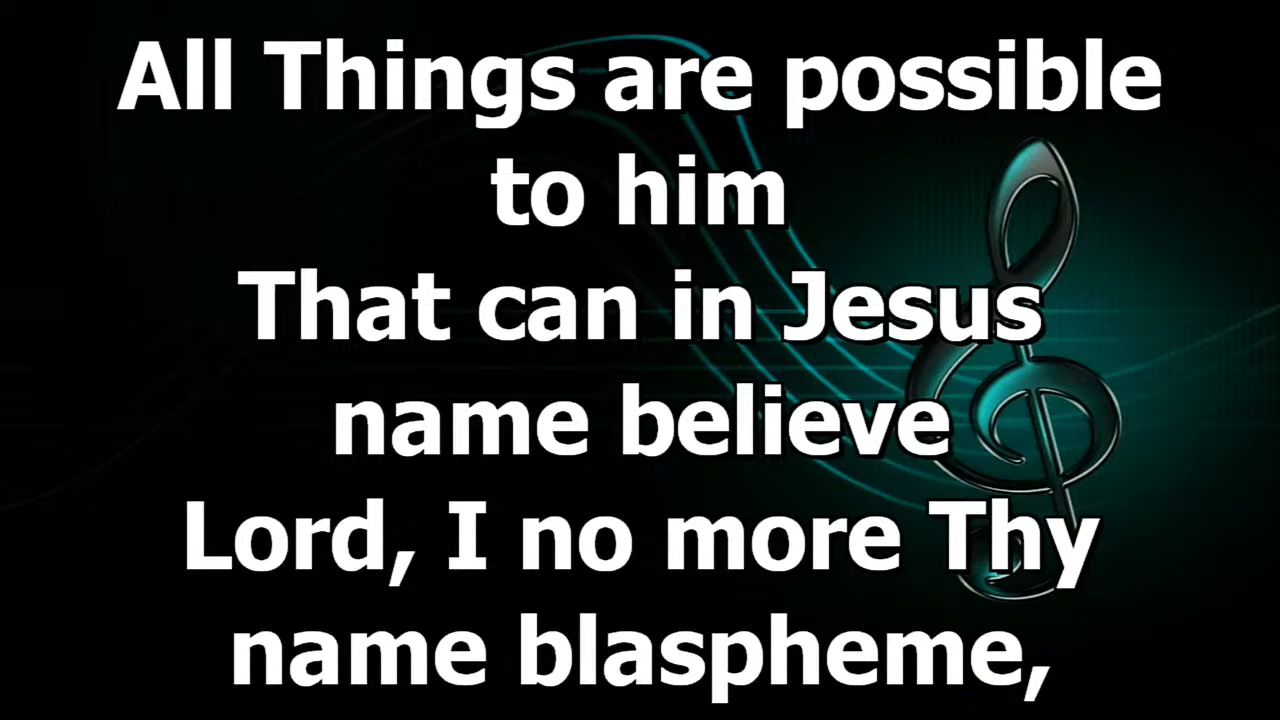 All Things are possible
to him
That can in Jesus
name believe
Lord, I no more Thy
name blaspheme,